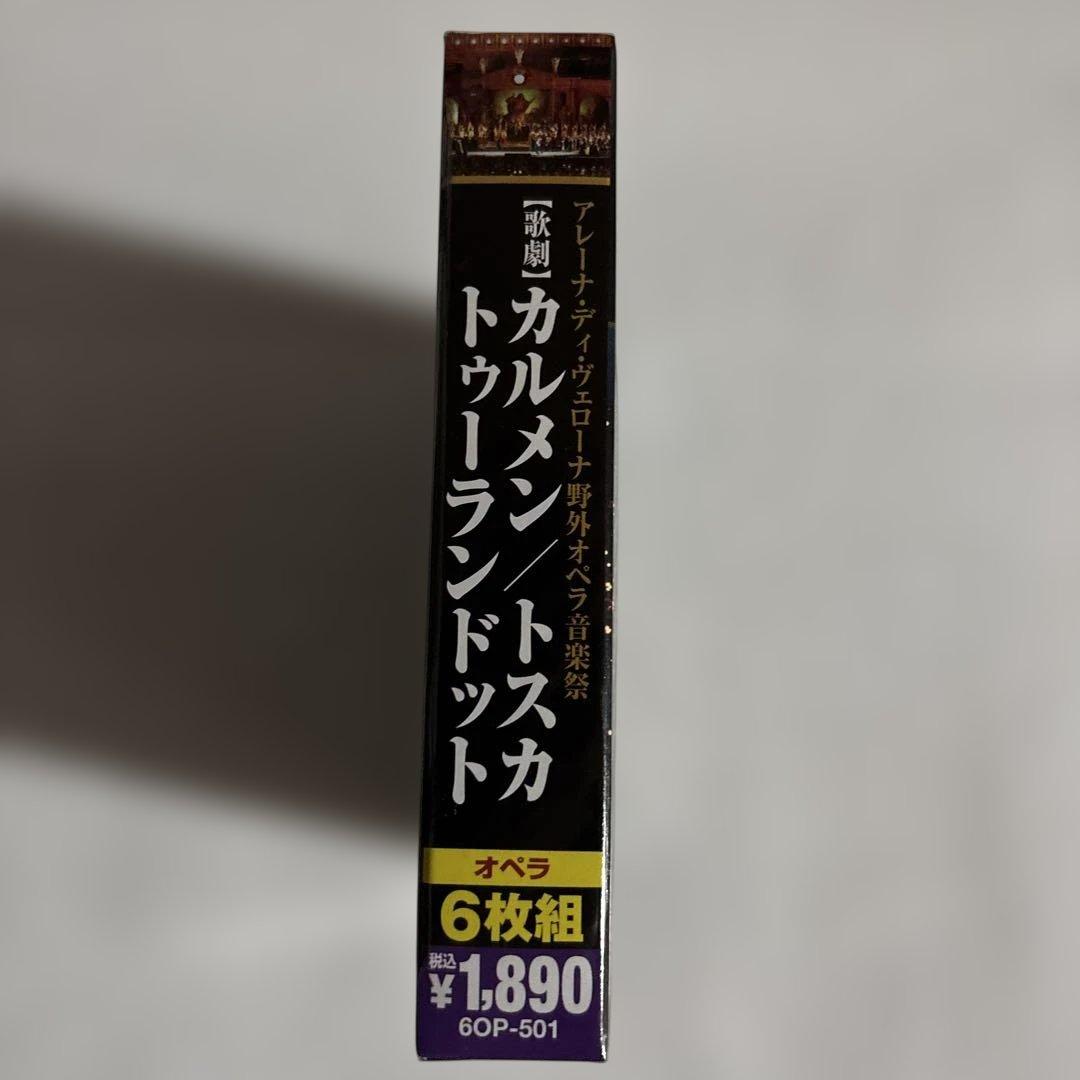 アレーナ・ディ・ヴェローナ野外オペラ音楽祭
【歌劇】カルメン/トスカ
トゥーランドット
オペラ
6枚組
税込
¥1,890
6OP-501